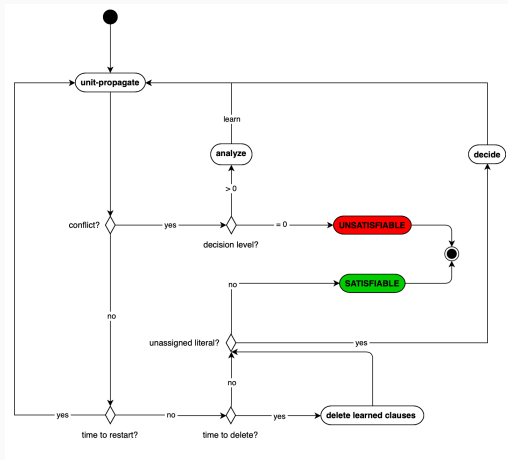 unit-propagate
learn
analyze
decide
> 0
conflict?
yes
= 0
UNSATISFIABLE
decision level?
no
SATISFIABLE
no
unassigned literal?
yes
no
yes
no
yes
delete learned clauses
time to restart?
time to delete?